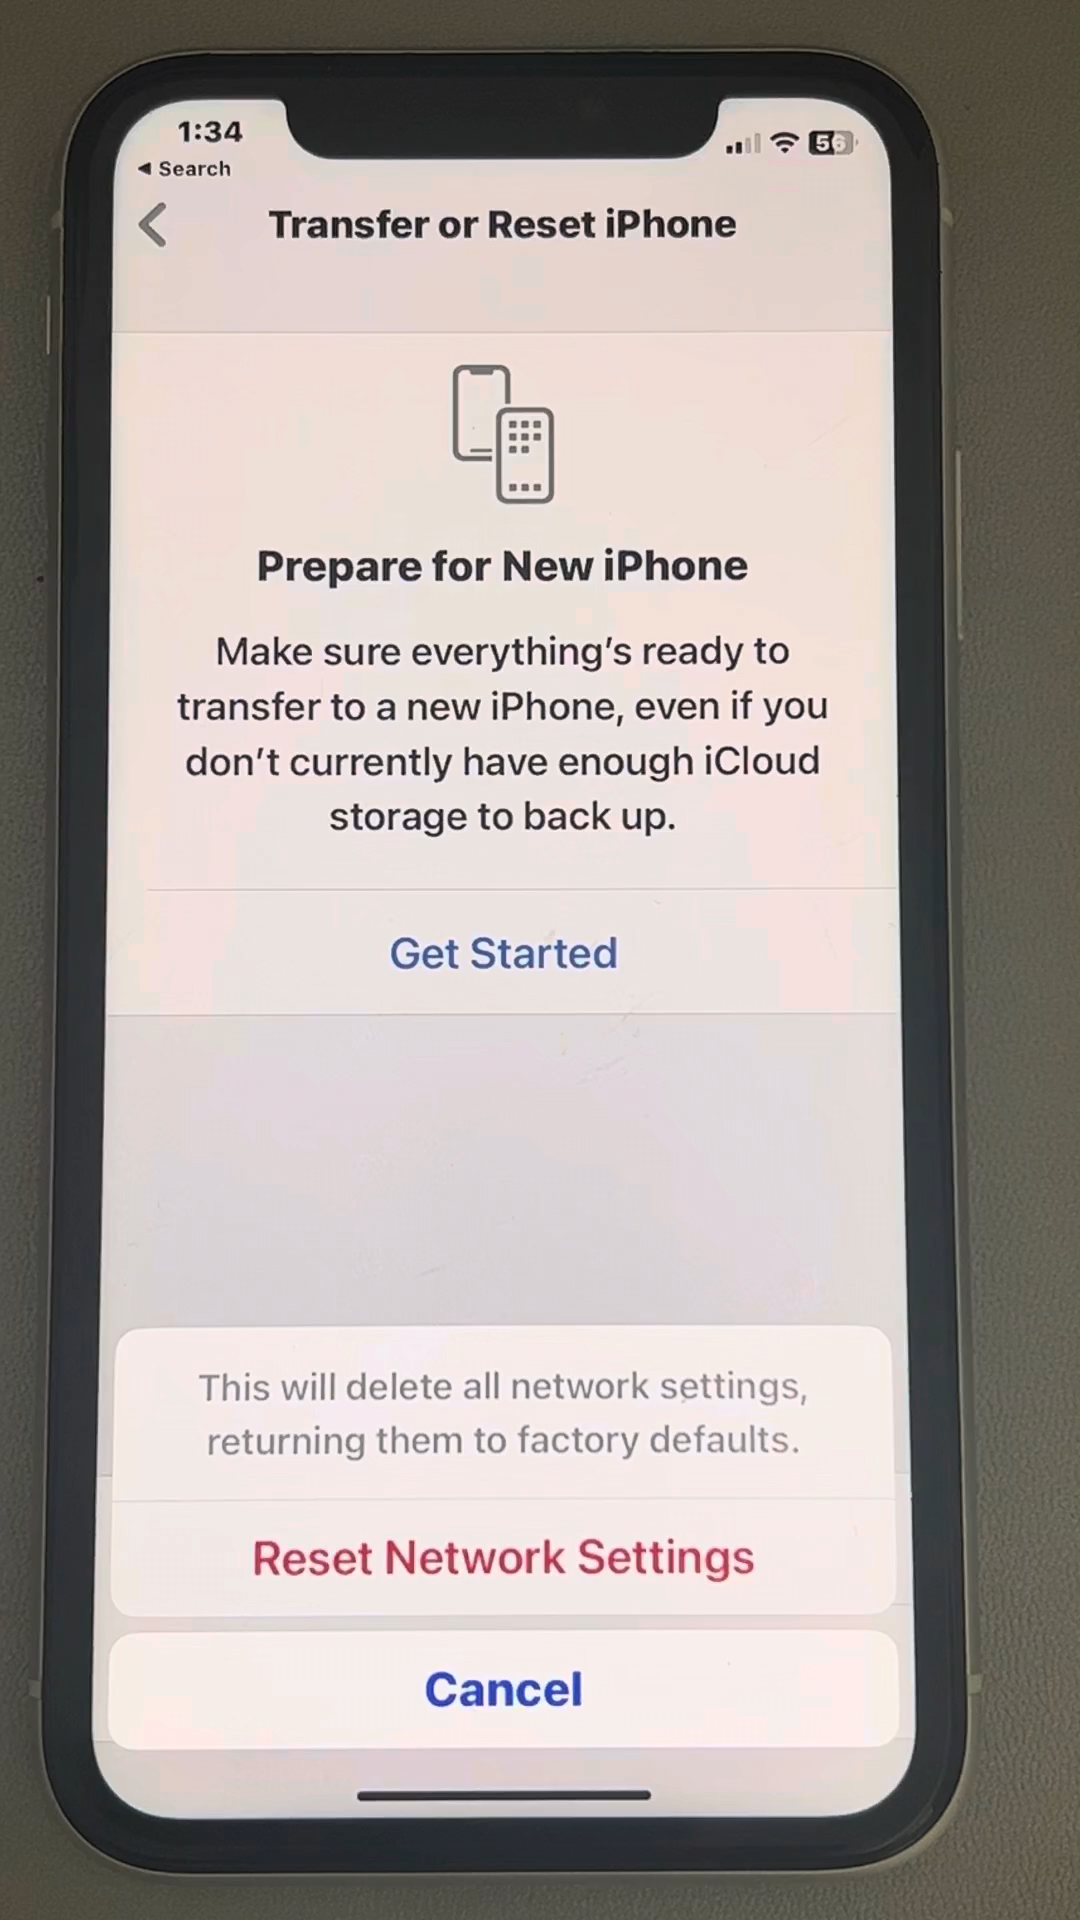 1:34
◀ Search
56
Transfer or Reset iPhone
Prepare for New iPhone
Make sure everything's ready to
transfer to a new iPhone, even if you
don't currently have enough iCloud
storage to back up.
Get Started
This will delete all network settings,
returning them to factory defaults.
Reset Network Settings
Cancel